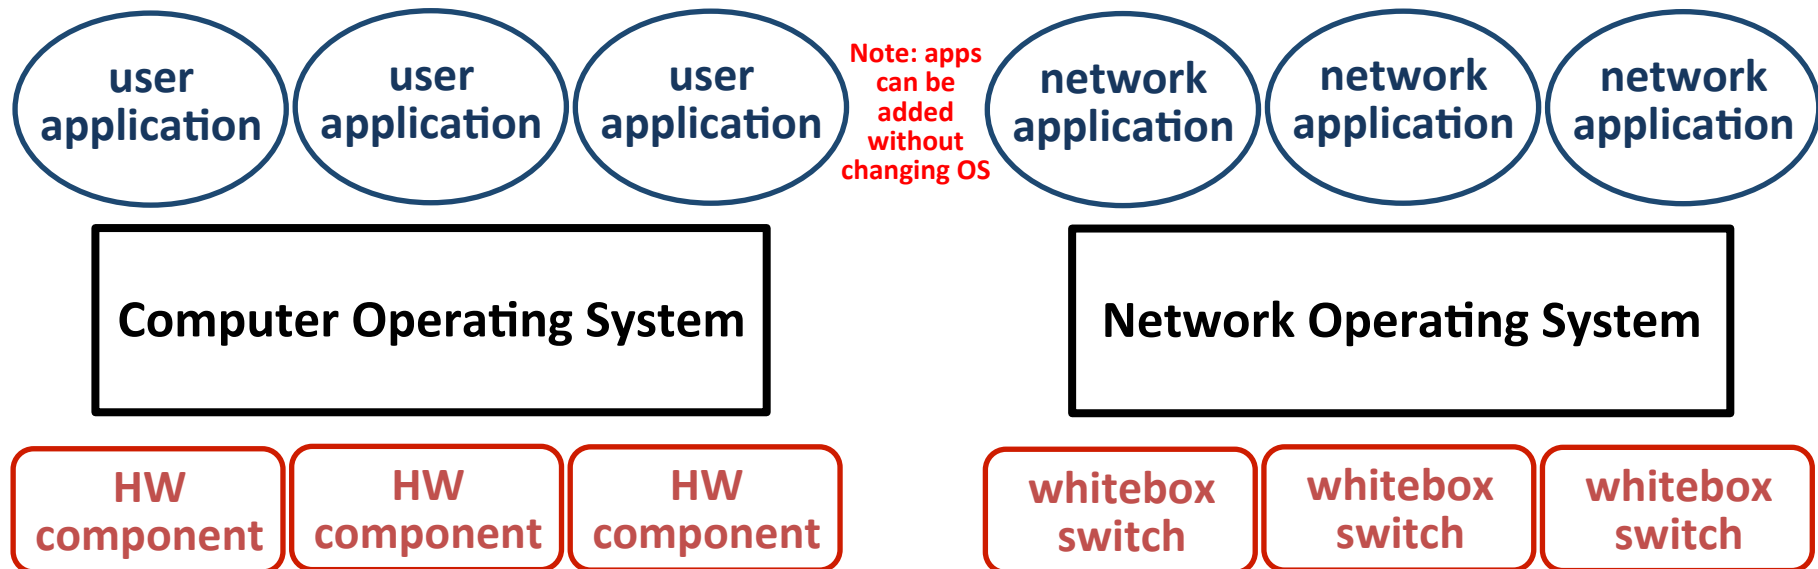 user
application
user
application
user
application
Note: apps
can be
added
without
changing OS
network
application
network
application
network
application
Computer Operating System
Network Operating System
HW
component
HW
component
HW
component
whitebox
switch
whitebox
switch
whitebox
switch